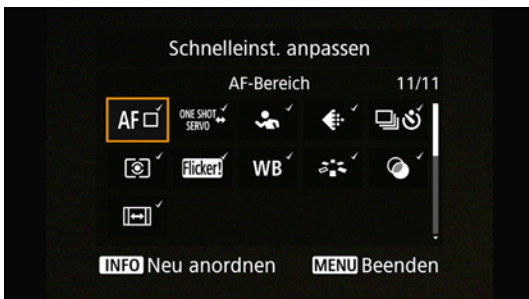 Schnelleinst. anpassen
AF-Bereich 11/11
AF ONE SHOT SERVO
Flicker! WB
INFO Neu anordnen MENU Beenden